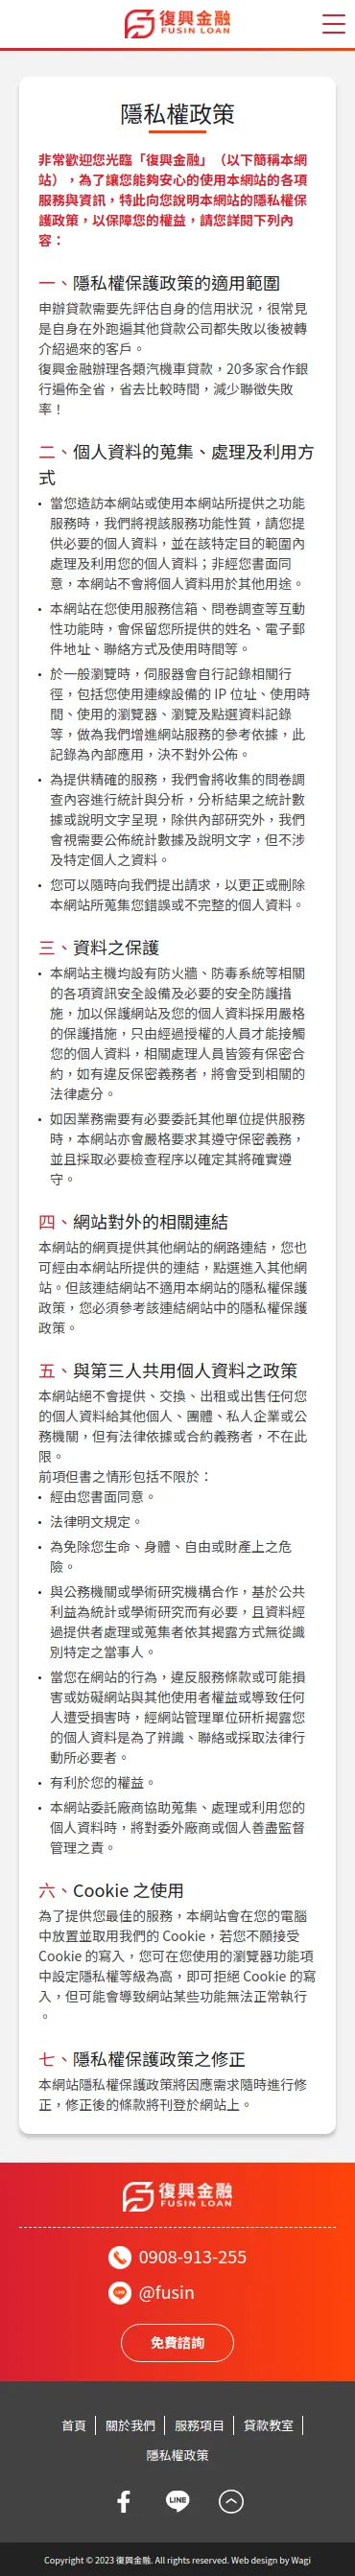 復興金融
FUSIN LOAN
隱私權政策
非常歡迎您光臨「復興金融」（以下簡稱本網
站），為了讓您能夠安心的使用本網站的各項
服務與資訊，特此向您說明本網站的隱私權保
護政策，以保障您的權益，請您詳閱下列內
容：
一、隱私權保護政策的適用範圍
申辦貸款需要先評估自身的信用狀況，很常見
是自身在外跑遍其他貸款公司都失敗以後被轉
介紹過來的客戶。
復興金融辦理各類汽機車貸款，20多家合作銀
行遍佈全省，省去比較時間，減少聯徵失敗
率！
二、個人資料的蒐集、處理及利用方
式
• 當您造訪本網站或使用本網站所提供之功能
服務時，我們將視該服務功能性質，請您提
供必要的個人資料，並在該特定目的範圍內
處理及利用您的個人資料；非經您書面同
意，本網站不會將個人資料用於其他用途。
• 本網站在您使用服務信箱、問卷調查等互動
性功能時，會保留您所提供的姓名、電子郵
件地址、聯絡方式及使用時間等。
• 於一般瀏覽時，伺服器會自行記錄相關行
徑，包括您使用連線設備的 IP 位址、使用時
間、使用的瀏覽器、瀏覽及點選資料記錄
等，做為我們增進網站服務的參考依據，此
記錄為內部應用，決不對外公佈。
• 為提供精確的服務，我們會將收集的問卷調
查內容進行統計與分析，分析結果之統計數
據或說明文字呈現，除供內部研究外，我們
會視需要公佈統計數據及說明文字，但不涉
及特定個人之資料。
• 您可以隨時向我們提出請求，以更正或刪除
本網站所蒐集您錯誤或不完整的個人資料。
三、資料之保護
• 本網站主機均設有防火牆、防毒系統等相關
的各項資訊安全設備及必要的安全防護措
施，加以保護網站及您的個人資料採用嚴格
的保護措施，只由經過授權的人員才能接觸
您的個人資料，相關處理人員皆簽有保密合
約，如有違反保密義務者，將會受到相關的
法律處分。
• 如因業務需要有必要委託其他單位提供服務
時，本網站亦會嚴格要求其遵守保密義務，
並且採取必要檢查程序以確定其將確實遵
守。
四、網站對外的相關連結
本網站的網頁提供其他網站的網路連結，您也
可經由本網站所提供的連結，點選進入其他網
站。但該連結網站不適用本網站的隱私權保護
政策，您必須參考該連結網站中的隱私權保護
政策。
五、與第三人共用個人資料之政策
本網站絕不會提供、交換、出租或出售任何您
的個人資料給其他個人、團體、私人企業或公
務機關，但有法律依據或合約義務者，不在此
限。
前項但書之情形包括不限於：
• 經由您書面同意。
• 法律明文規定。
• 為免除您生命、身體、自由或財產上之危
險。
• 與公務機關或學術研究機構合作，基於公共
利益為統計或學術研究而有必要，且資料經
過提供者處理或蒐集者依其揭露方式無從識
別特定之當事人。
• 當您在網站的行為，違反服務條款或可能損
害或妨礙網站與其他使用者權益或導致任何
人遭受損害時，經網站管理單位研析揭露您
的個人資料是為了辨識、聯絡或採取法律行
動所必要者。
• 有利於您的權益。
• 本網站委託廠商協助蒐集、處理或利用您的
個人資料時，將對委外廠商或個人善盡監督
管理之責。
六、Cookie 之使用
為了提供您最佳的服務，本網站會在您的電腦
中放置並取用我們的 Cookie，若您不願接受
Cookie 的寫入，您可在您使用的瀏覽器功能項
中設定隱私權等級為高，即可拒絕 Cookie 的寫
入，但可能會導致網站某些功能無法正常執行
。
七、隱私權保護政策之修正
本網站隱私權保護政策將因應需求隨時進行修
正，修正後的條款將刊登於網站上。
復興金融
FUSIN LOAN
0908-913-255
@fusin
免費諮詢
首頁 | 關於我們 | 服務項目 | 貸款教室 |
隱私權政策
LINE
Copyright © 2023 復興金融. All rights reserved. Web design by Wagi